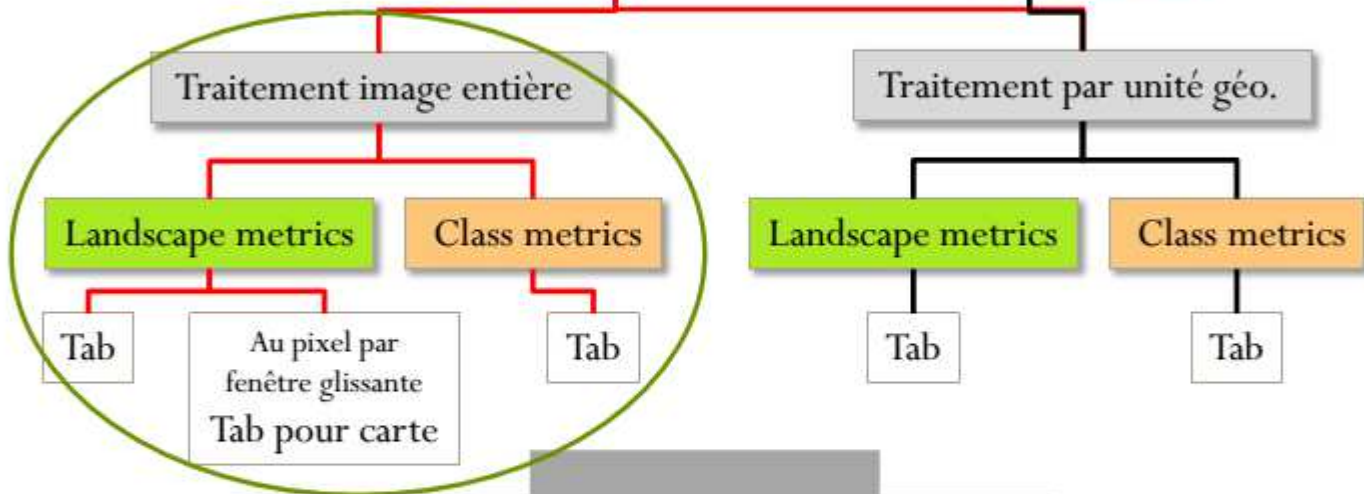 Traitement image entière
Traitement par unité géo.
Landscape metrics
Class metrics
Landscape metrics
Class metrics
Tab
Au pixel par
fenêtre glissante
Tab pour carte
Tab
Tab
Tab